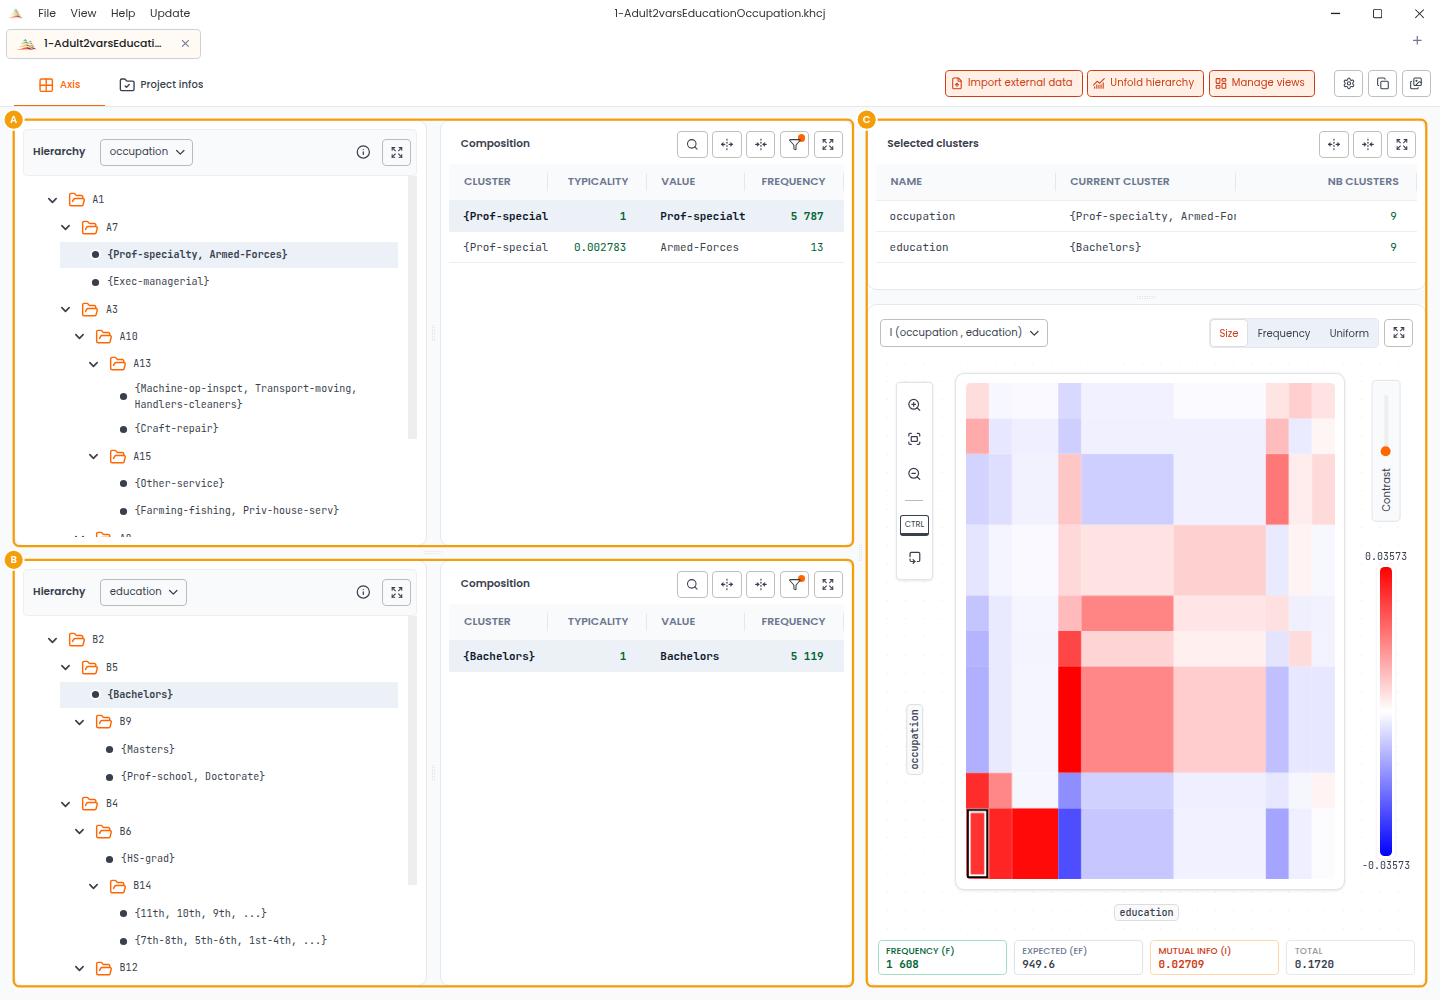 File View Help Update 1-Adult2varsEducationOccupation.khcj
1-Adult2varsEducati...
Axis Project infos Import external data Unfold hierarchy Manage views
A
Hierarchy occupation
A1
A7
{Prof-specialty, Armed-Forces}
{Exec-managerial}
A3
A10
A13
{Machine-op-inspct, Transport-moving,
Handlers-cleaners}
{Craft-repair}
A15
{Other-service}
{Farming-fishing, Priv-house-serv}
Composition
CLUSTER TYPICALITY VALUE FREQUENCY
{Prof-special 1 Prof-specialt 5 787
{Prof-special 0.002783 Armed-Forces 13
B
Hierarchy education
B2
B5
{Bachelors}
B9
{Masters}
{Prof-school, Doctorate}
B4
B6
{HS-grad}
B14
{11th, 10th, 9th, ...}
{7th-8th, 5th-6th, 1st-4th, ...}
B12
Composition
CLUSTER TYPICALITY VALUE FREQUENCY
{Bachelors} 1 Bachelors 5 119
C
Selected clusters
NAME CURRENT CLUSTER NB CLUSTERS
occupation {Prof-specialty, Armed-For 9
education {Bachelors} 9
I (occupation , education) Size Frequency Uniform
CTRL
Contrast
0.03573
-0.03573
occupation
education
FREQUENCY (F) EXPECTED (EF) MUTUAL INFO (I) TOTAL
1 608 949.6 0.02709 0.1720